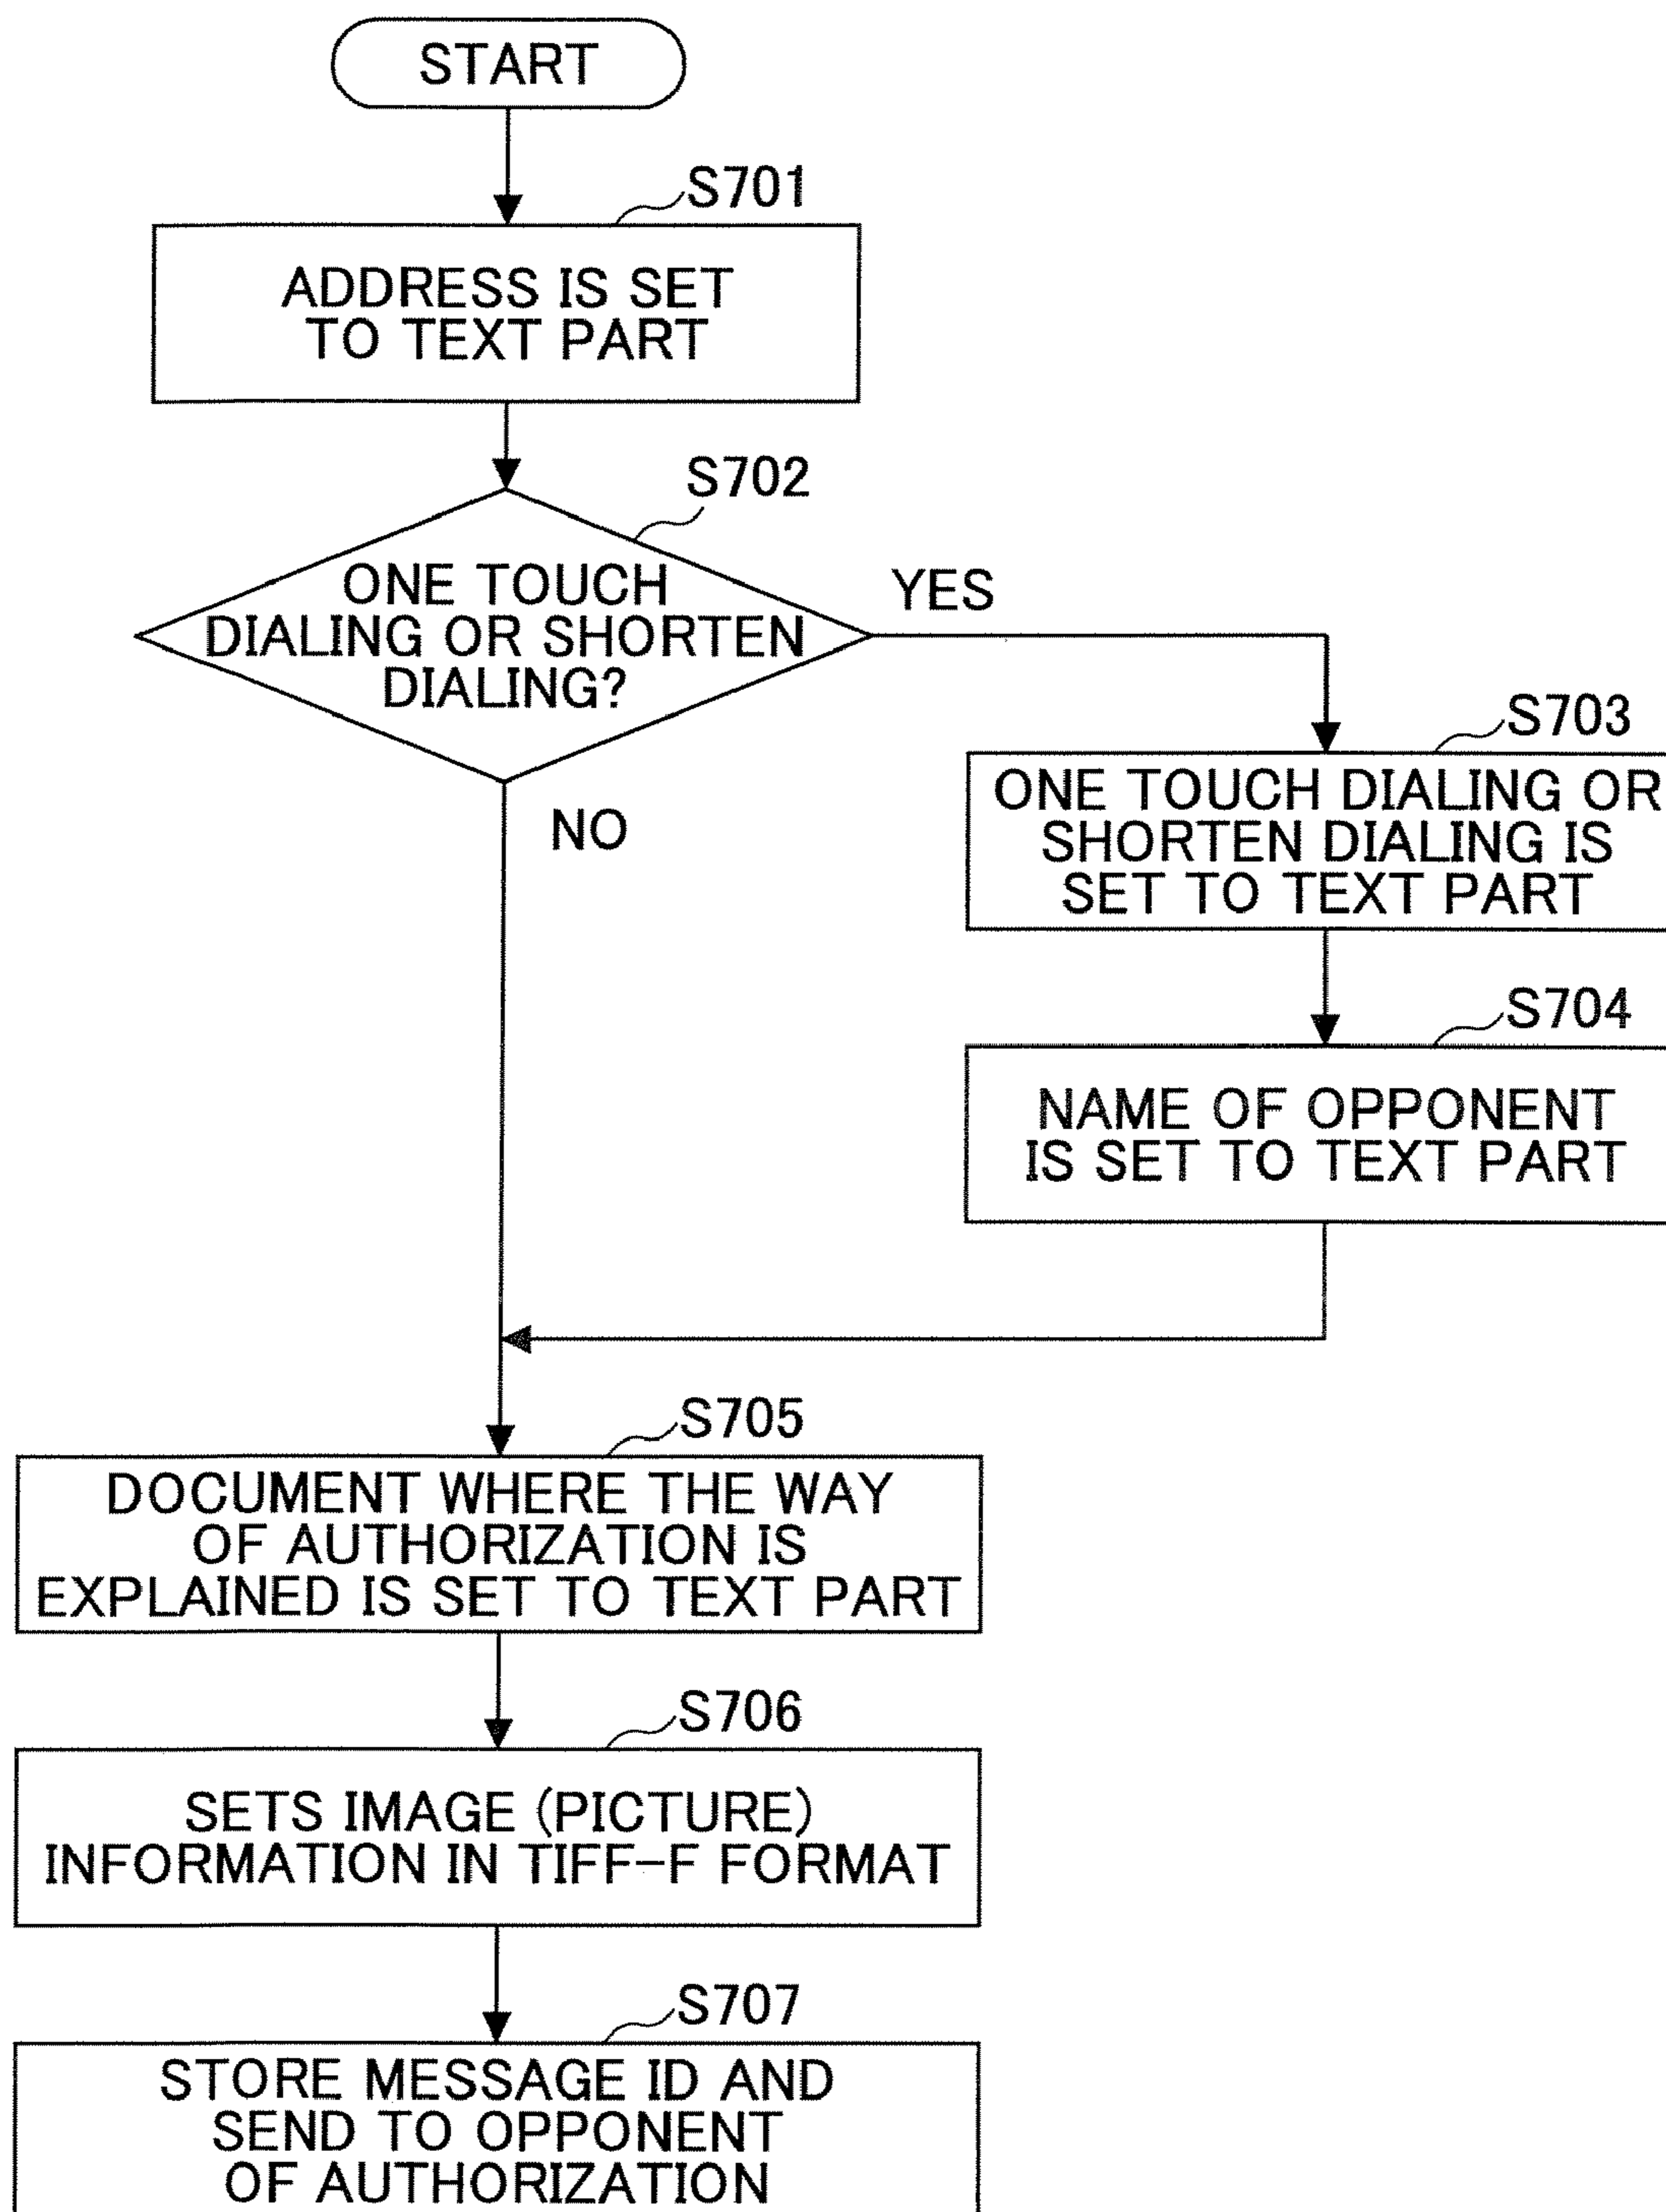 START
S701
ADDRESS IS SET
TO TEXT PART
S702
ONE TOUCH
DIALING OR SHORTEN
DIALING?
YES
NO
S703
ONE TOUCH DIALING OR
SHORTEN DIALING IS
SET TO TEXT PART
S704
NAME OF OPPONENT
IS SET TO TEXT PART
S705
DOCUMENT WHERE THE WAY
OF AUTHORIZATION IS
EXPLAINED IS SET TO TEXT PART
S706
SETS IMAGE (PICTURE)
INFORMATION IN TIFF-F FORMAT
S707
STORE MESSAGE ID AND
SEND TO OPPONENT
OF AUTHORIZATION